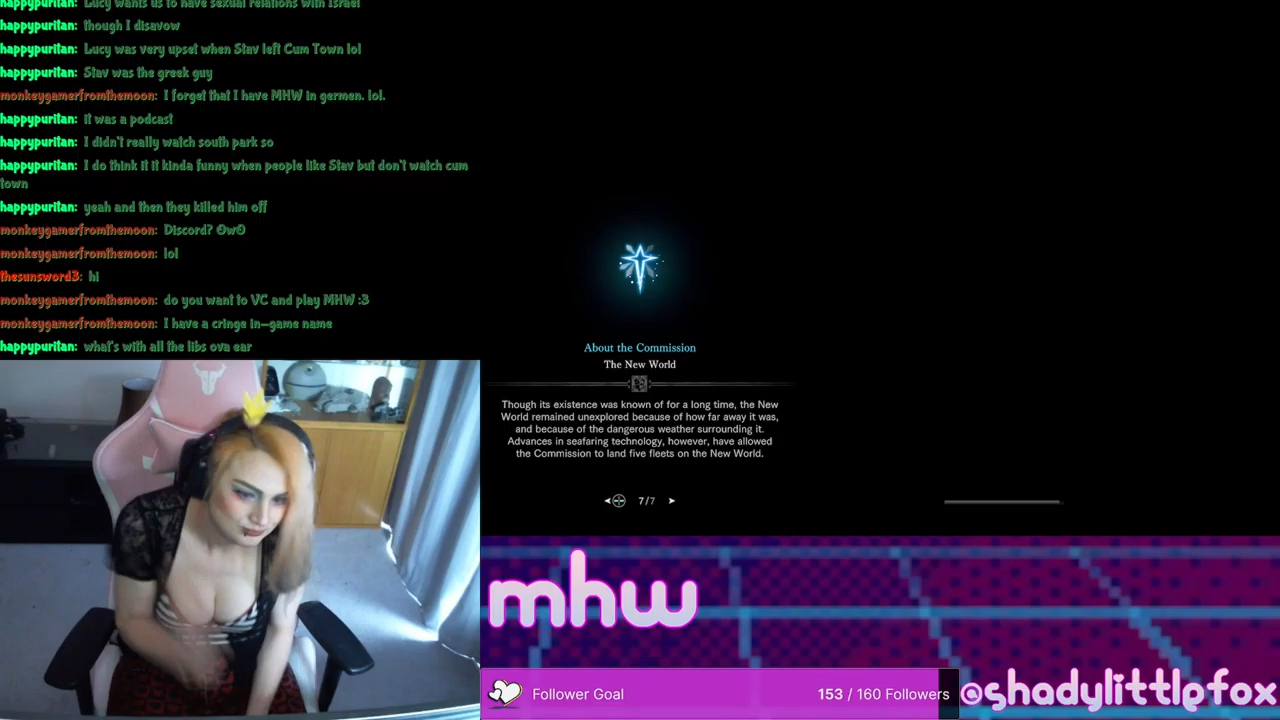 happypuritan: Lucy wants us to have sexual relations with Israel
happypuritan: though I disavow
happypuritan: Lucy was very upset when Stav left Cum Town lol
happypuritan: Stav was the greek guy
monkeygamerfromthemoon: I forget that I have MHW in germen. lol.
happypuritan: it was a podcast
happypuritan: I didn't really watch south park so
happypuritan: I do think it it kinda funny when people like Stav but don't watch cum
town
happypuritan: yeah and then they killed him off
monkeygamerfromthemoon: Discord? OwO
monkeygamerfromthemoon: lol
thesunsword3: hi
monkeygamerfromthemoon: do you want to VC and play MHW :3
monkeygamerfromthemoon: I have a cringe in-game name
happypuritan: what's with all the libs ova ear
About the Commission
The New World
Though its existence was known of for a long time, the New
World remained unexplored because of how far away it was,
and because of the dangerous weather surrounding it.
Advances in seafaring technology, however, have allowed
the Commission to land five fleets on the New World.
7/7
mhw
Follower Goal 153 / 160 Followers
@shadylittlefox